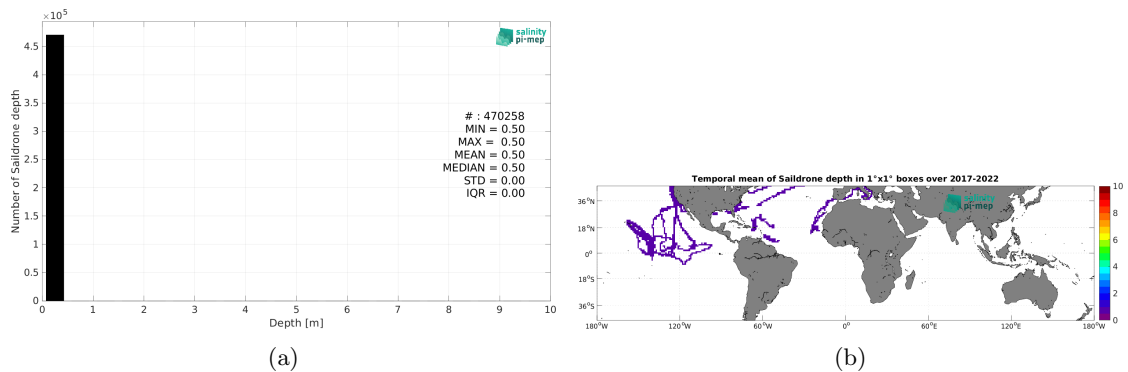 ×10⁵
4.5
4
3.5
3
2.5
2
1.5
1
0.5
0
Number of Saildrone depth
salinity
pi-mep
# : 470258
MIN = 0.50
MAX = 0.50
MEAN = 0.50
MEDIAN = 0.50
STD = 0.00
IQR = 0.00
0 1 2 3 4 5 6 7 8 9 10
Depth [m]
(a)
Temporal mean of Saildrone depth in 1°x1° boxes over 2017-2022
salinity
pi-mep
36°N
18°N
0°
18°S
36°S
180°W 120°W 60°W 0° 60°E 120°E 180°W
10
8
6
4
2
0
(b)